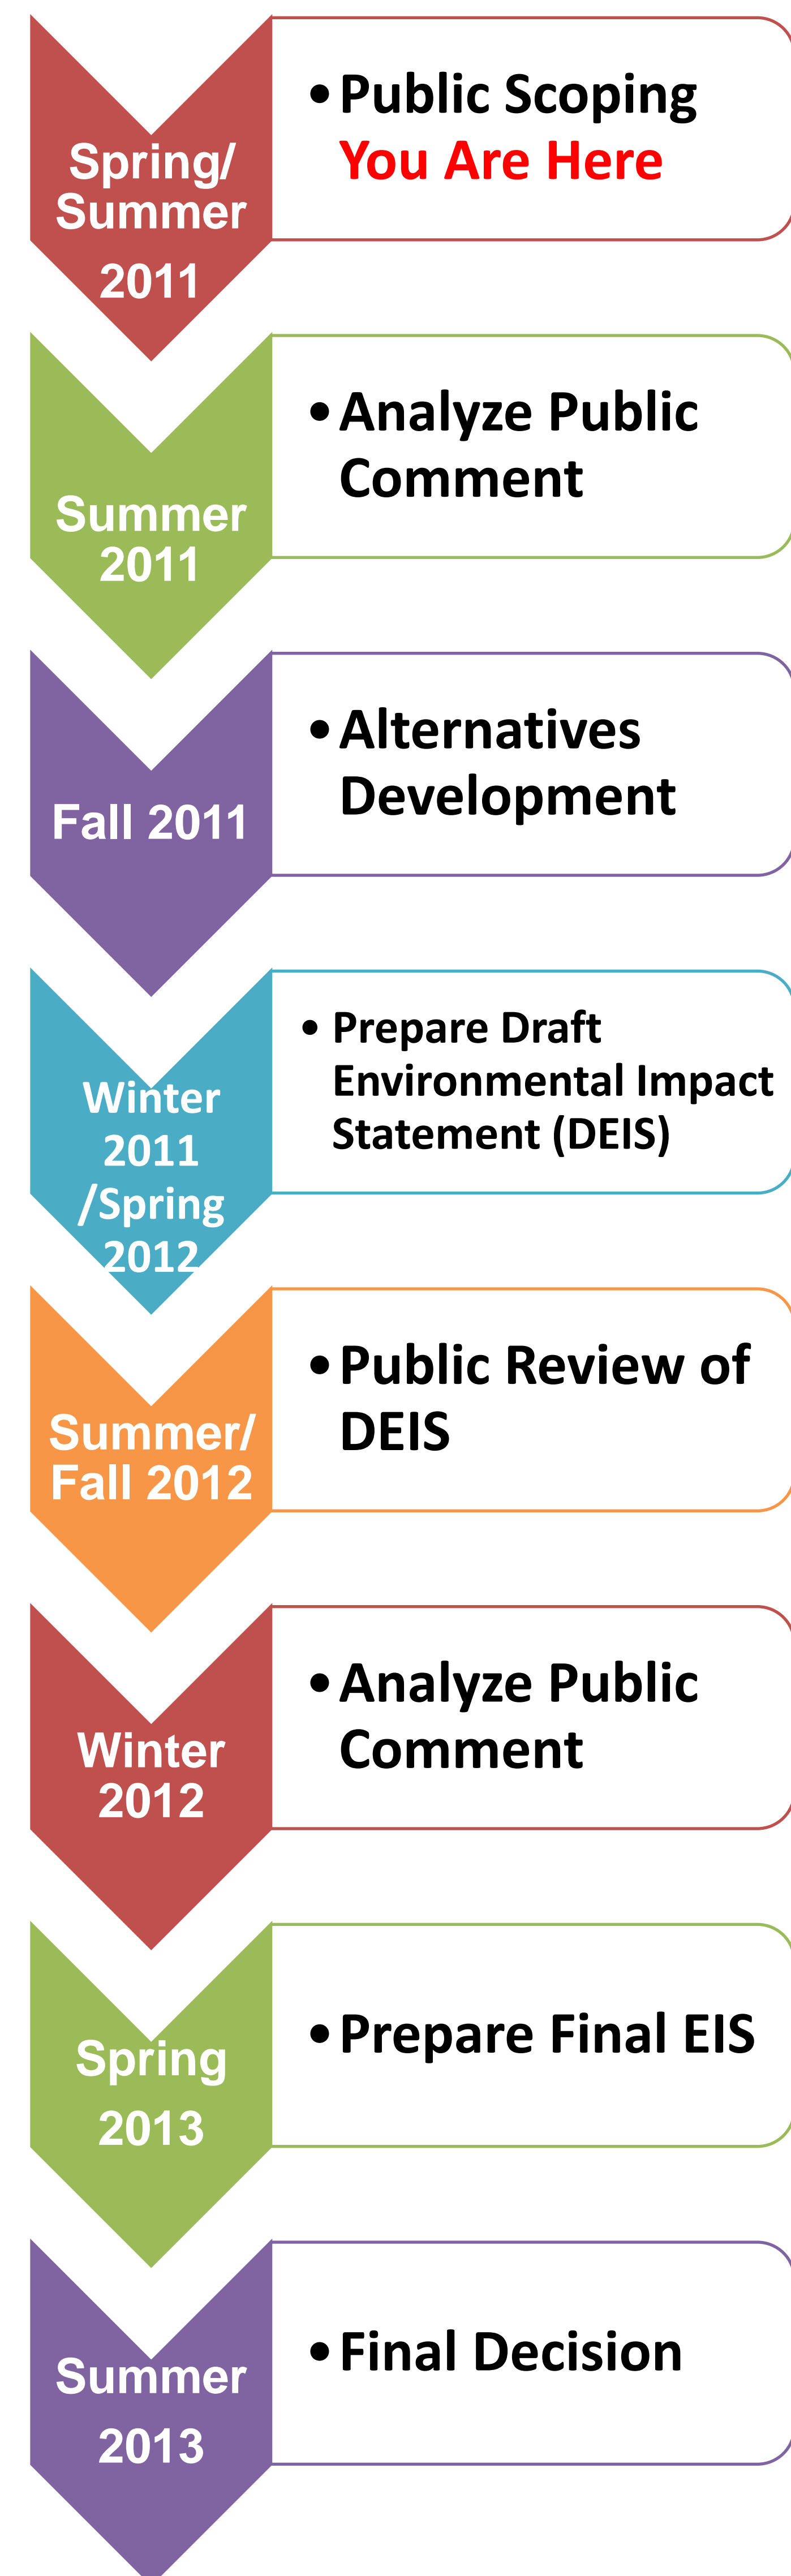 Spring/
Summer
2011
•Public Scoping
You Are Here
Summer
2011
•Analyze Public
Comment
Fall 2011
•Alternatives
Development
Winter
2011
/Spring
2012
• Prepare Draft
Environmental Impact
Statement (DEIS)
Summer/
Fall 2012
•Public Review of
DEIS
Winter
2012
•Analyze Public
Comment
Spring
2013
•Prepare Final EIS
Summer
2013
•Final Decision